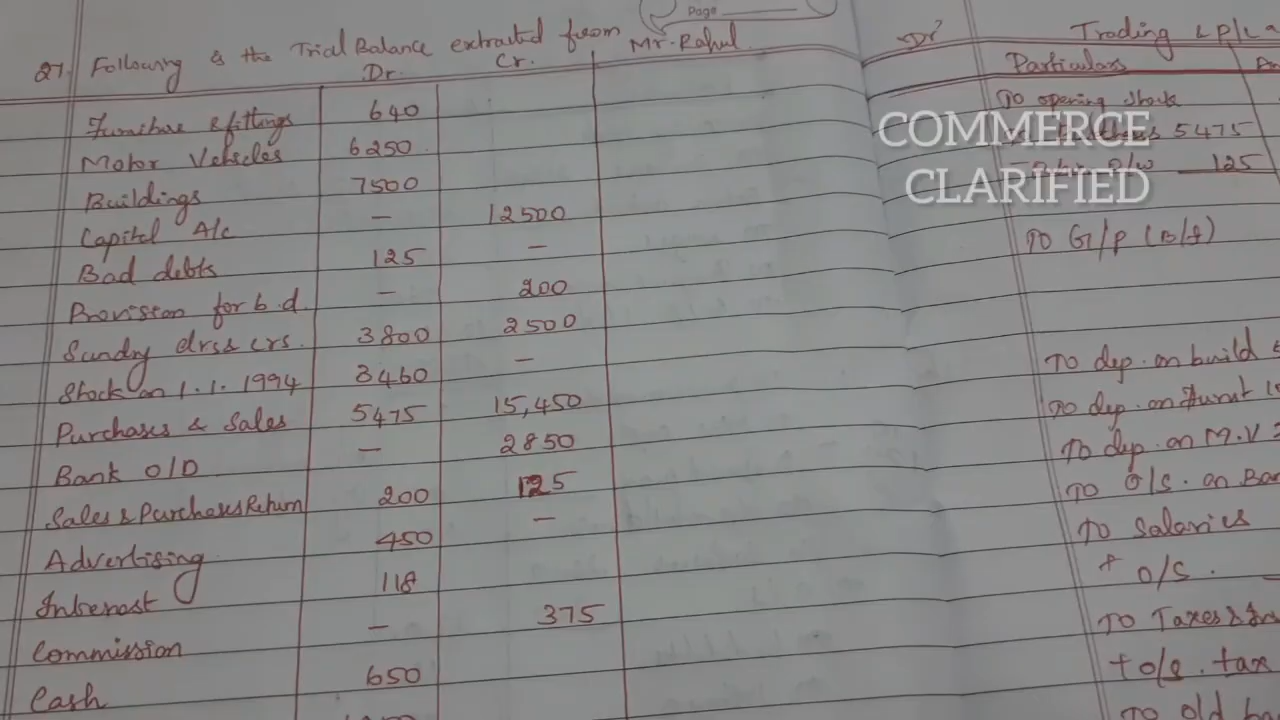 Page
27. Following is the Trial Balance extracted from Mr. Rahul
Dr. Cr.
Furniture & fittings 640
Motor Vehicles 6250
Buildings 7500
Capital A/c — 12500
Bad debts 125 —
Provision for b.d. — 200
Sundry drs & crs. 3800 2500
Stock on 1.1.1994 3460 —
Purchases & Sales 5475 15,450
Bank O/D — 2850
Sales & Purchases Return 200 125
Advertising 450 —
Interest 118
Commission — 375
Cash 650
Dr Trading & P/L
Particulars
To opening stock
5475
125
To G/P (B/f)
To dep. on build
To dep. on Furnit
To dep. on M.V
To O/S. on Ban
To Salaries
+ O/S.
To Taxes &
+ O/S. tax
To Old
COMMERCE
CLARIFIED